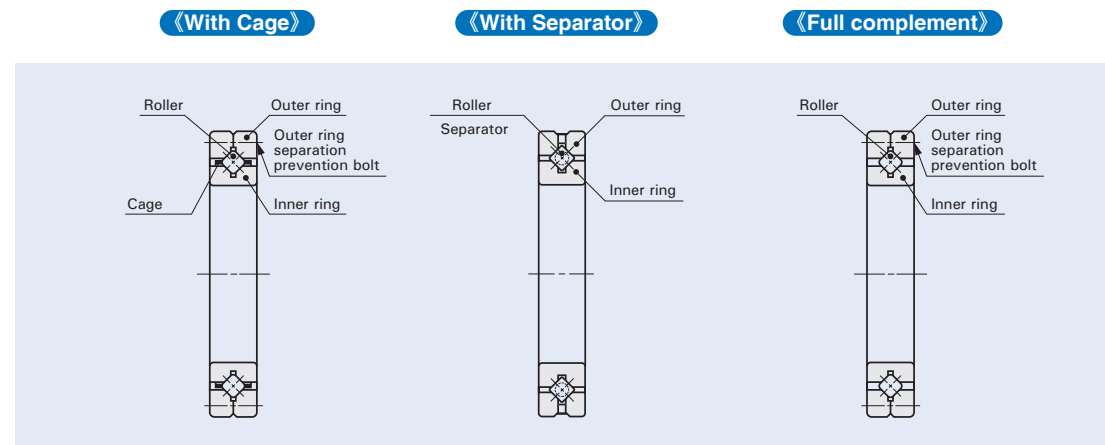 《With Cage》
《With Separator》
《Full complement》
Roller
Outer ring
Outer ring
separation
prevention bolt
Cage
Inner ring
Roller
Separator
Outer ring
Inner ring
Roller
Outer ring
Outer ring
separation
prevention bolt
Inner ring